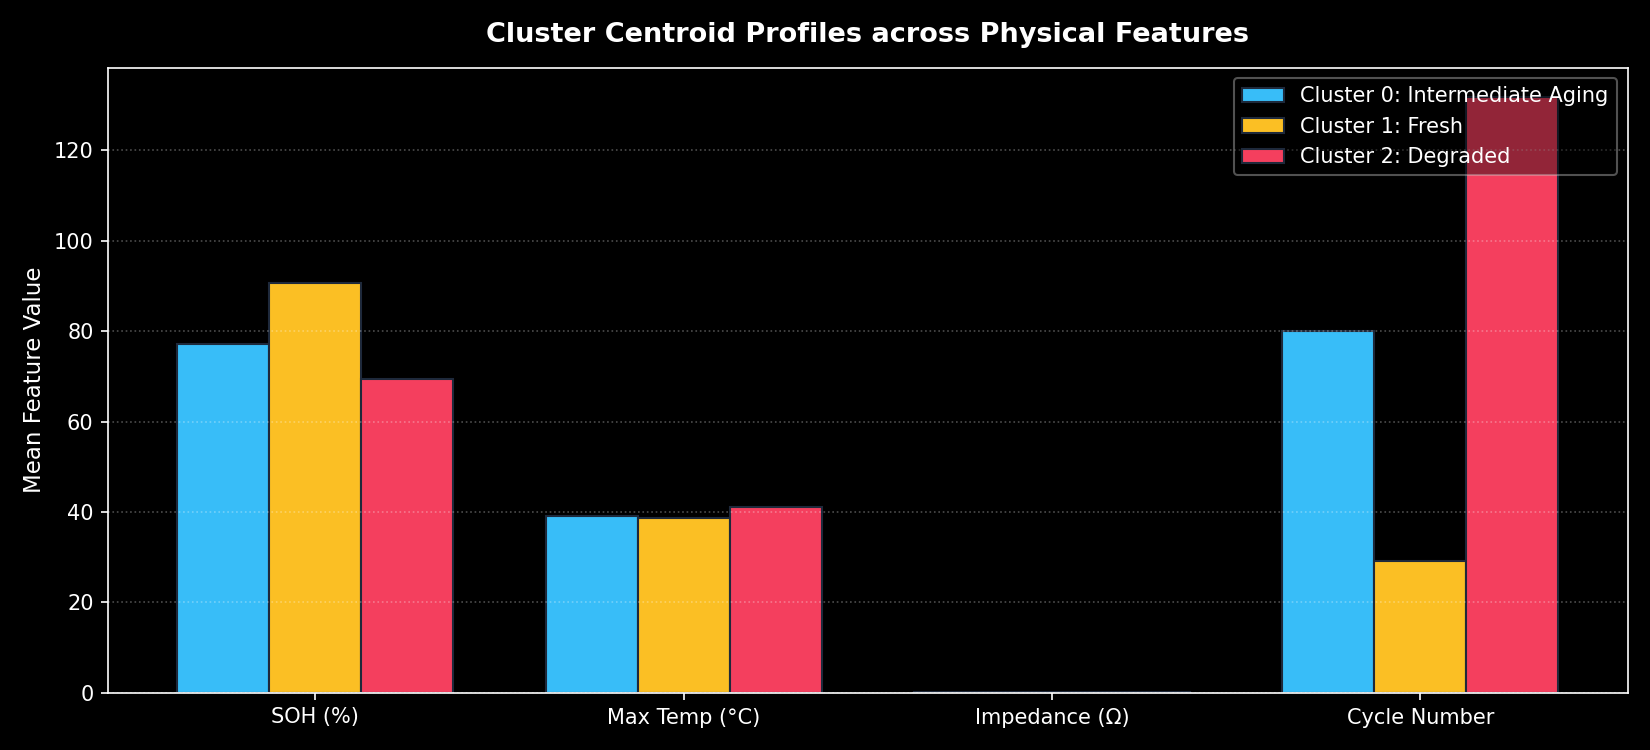 Cluster Centroid Profiles across Physical Features
Cluster 0: Intermediate Aging
Cluster 1: Fresh
Cluster 2: Degraded
Mean Feature Value
120
100
80
60
40
20
0
SOH (%)
Max Temp (°C)
Impedance (Ω)
Cycle Number